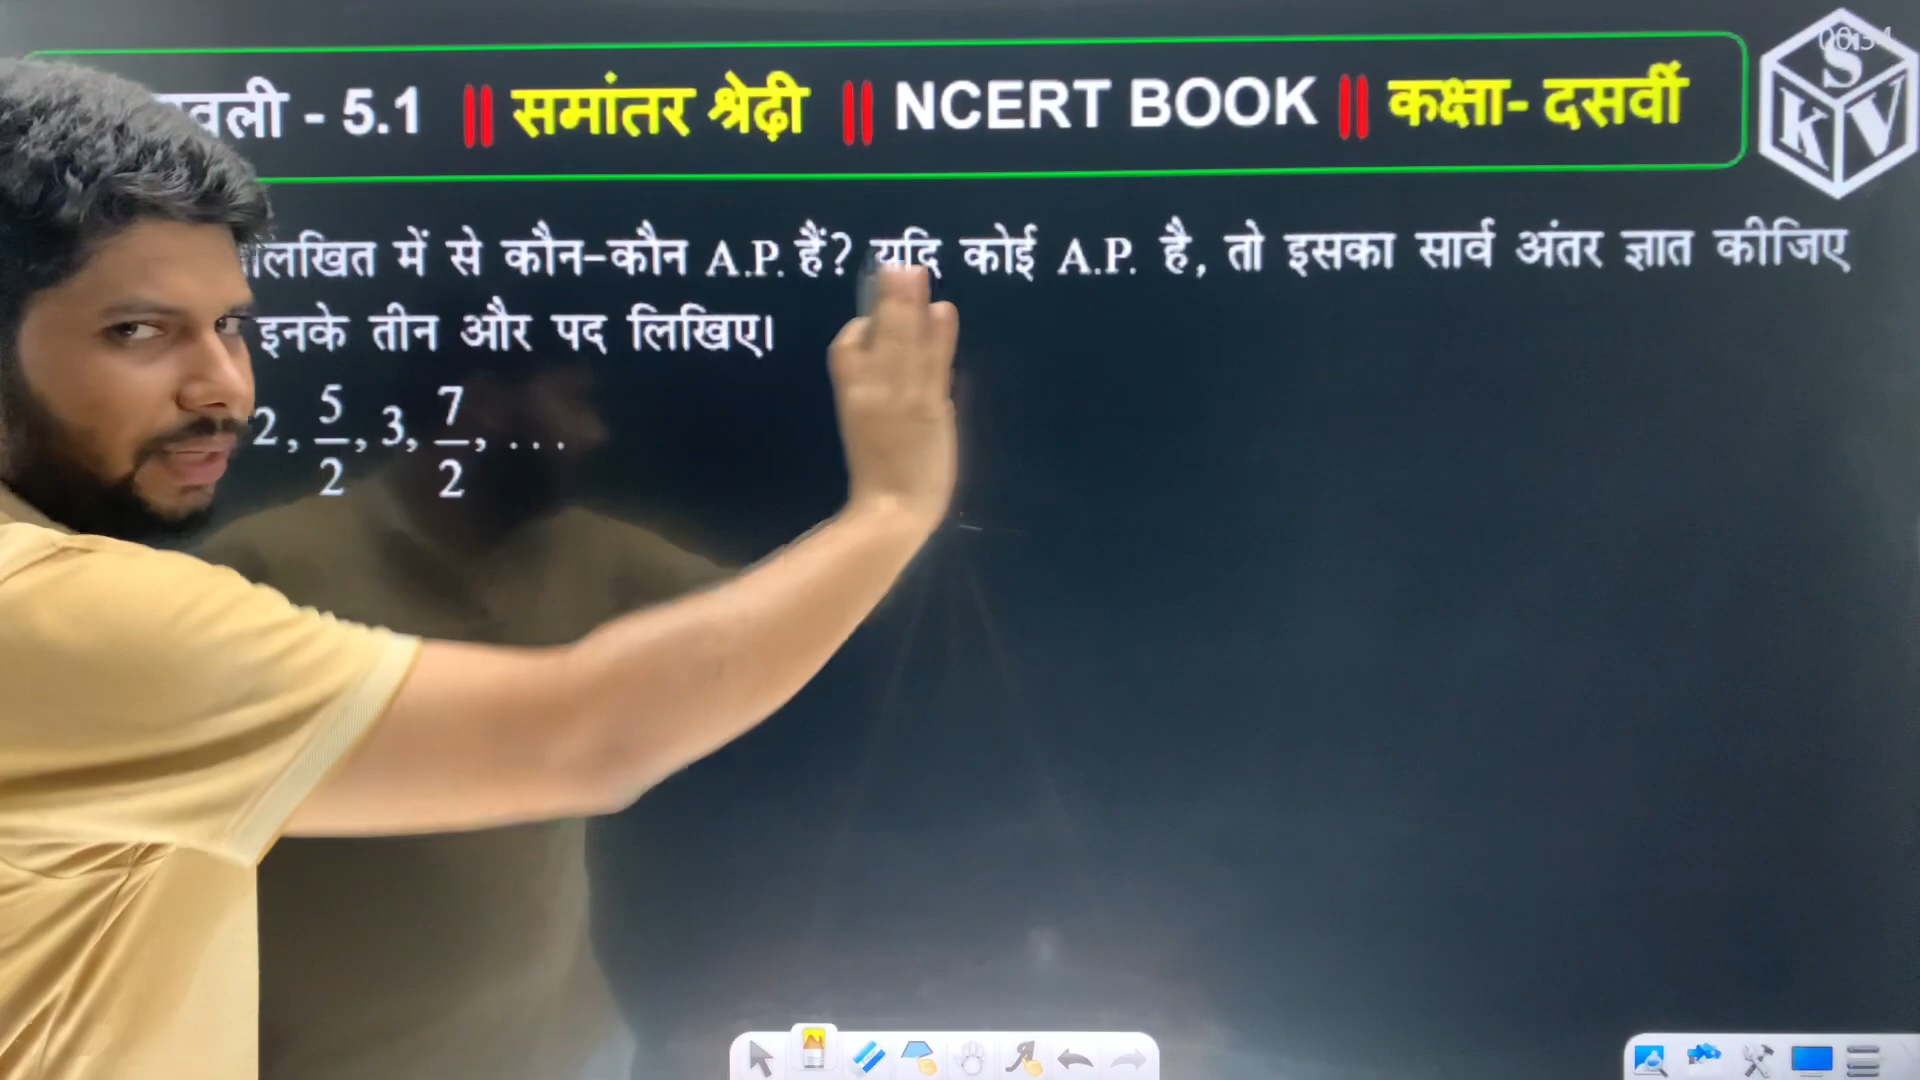 - 5.1 || समांतर श्रेढ़ी || NCERT BOOK || कक्षा- दसवीं
S K V
में से कौन-कौन A.P. हैं? यदि कोई A.P. है, तो इसका सार्व अंतर ज्ञात कीजिए
इनके तीन और पद लिखिए।
2, 5/2, 3, 7/2, ...